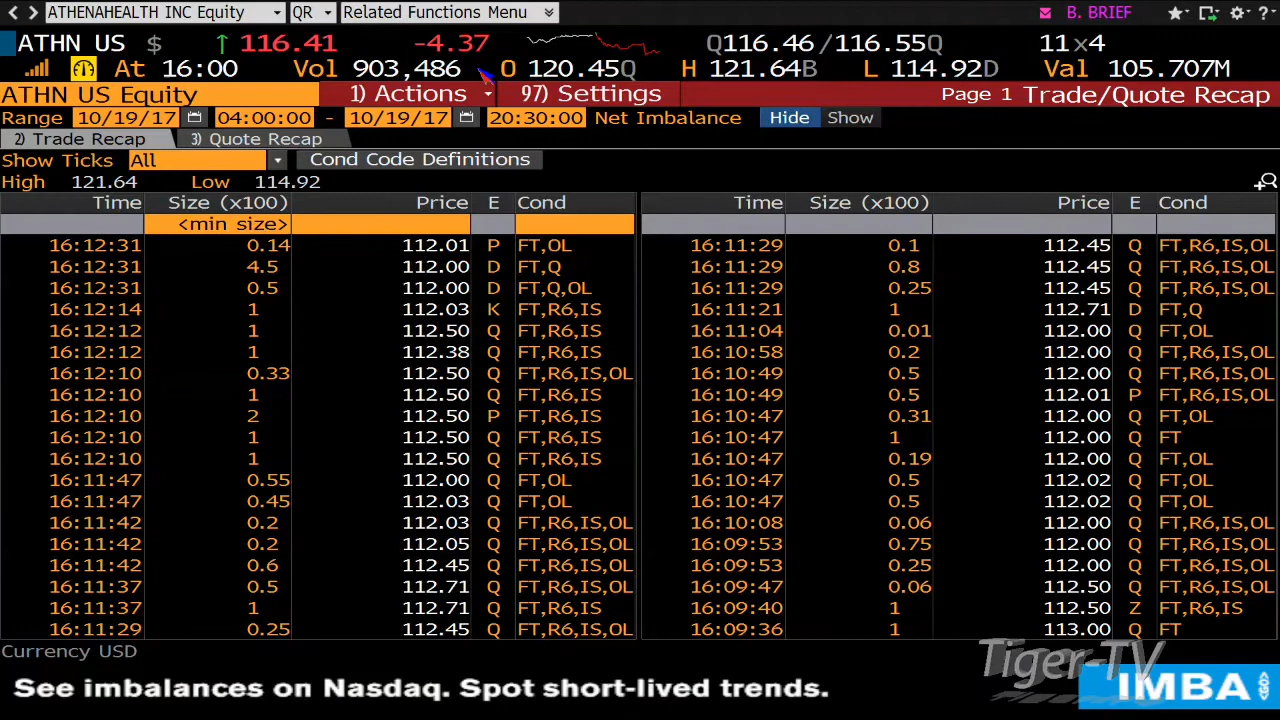 ATHENAHEALTH INC Equity QR Related Functions Menu B. BRIEF ?
ATHN US $ ↑ 116.41 -4.37 Q116.46/116.55Q 11x4
At 16:00 Vol 903,486 O 120.45Q H 121.64B L 114.92D Val 105.707M
ATHN US Equity 1) Actions 97) Settings Page 1 Trade/Quote Recap
Range 10/19/17 04:00:00 - 10/19/17 20:30:00 Net Imbalance Hide Show
2) Trade Recap 3) Quote Recap
Show Ticks All Cond Code Definitions
High 121.64 Low 114.92
Time Size (x100) Price E Cond Time Size (x100) Price E Cond
<min size>
16:12:31 0.14 112.01 P FT,OL 16:11:29 0.1 112.45 Q FT,R6,IS,OL
16:12:31 4.5 112.00 D FT,Q 16:11:29 0.8 112.45 Q FT,R6,IS,OL
16:12:31 0.5 112.00 D FT,Q,OL 16:11:29 0.25 112.45 Q FT,R6,IS,OL
16:12:14 1 112.03 K FT,R6,IS 16:11:21 1 112.71 D FT,Q
16:12:12 1 112.50 Q FT,R6,IS 16:11:04 0.01 112.00 Q FT,OL
16:12:12 1 112.38 Q FT,R6,IS 16:10:58 0.2 112.00 Q FT,R6,IS,OL
16:12:10 0.33 112.50 Q FT,R6,IS,OL 16:10:49 0.5 112.00 Q FT,R6,IS,OL
16:12:10 1 112.50 Q FT,R6,IS 16:10:49 0.5 112.01 P FT,R6,IS,OL
16:12:10 2 112.50 P FT,R6,IS 16:10:47 0.31 112.00 Q FT,OL
16:12:10 1 112.50 Q FT,R6,IS 16:10:47 1 112.00 Q FT
16:12:10 1 112.50 Q FT,R6,IS 16:10:47 0.19 112.00 Q FT,OL
16:11:47 0.55 112.00 Q FT,OL 16:10:47 0.5 112.02 Q FT,OL
16:11:47 0.45 112.03 Q FT,OL 16:10:47 0.5 112.02 Q FT,OL
16:11:42 0.2 112.03 Q FT,R6,IS,OL 16:10:08 0.06 112.00 Q FT,R6,IS,OL
16:11:42 0.2 112.05 Q FT,R6,IS,OL 16:09:53 0.75 112.00 Q FT,R6,IS,OL
16:11:42 0.6 112.45 Q FT,R6,IS,OL 16:09:53 0.25 112.00 Q FT,R6,IS,OL
16:11:37 0.5 112.71 Q FT,R6,IS,OL 16:09:47 0.06 112.50 Q FT,R6,IS,OL
16:11:37 1 112.71 Q FT,R6,IS 16:09:40 1 112.50 Z FT,R6,IS
16:11:29 0.25 112.45 Q FT,R6,IS,OL 16:09:36 1 113.00 Q FT
Currency USD
Tiger-TV
See imbalances on Nasdaq. Spot short-lived trends. IMBA